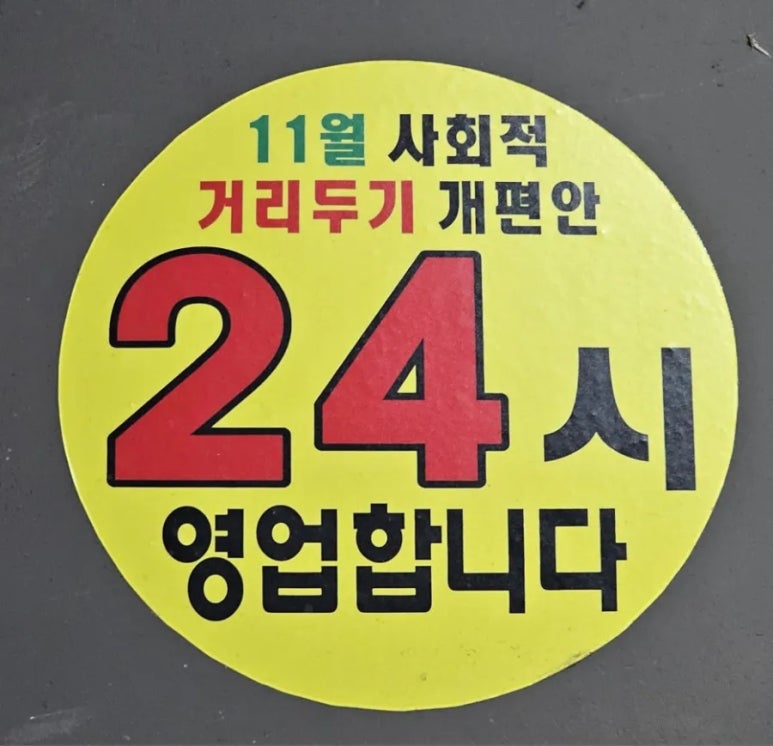 11월 사회적
거리두기 개편안
24시
영업합니다